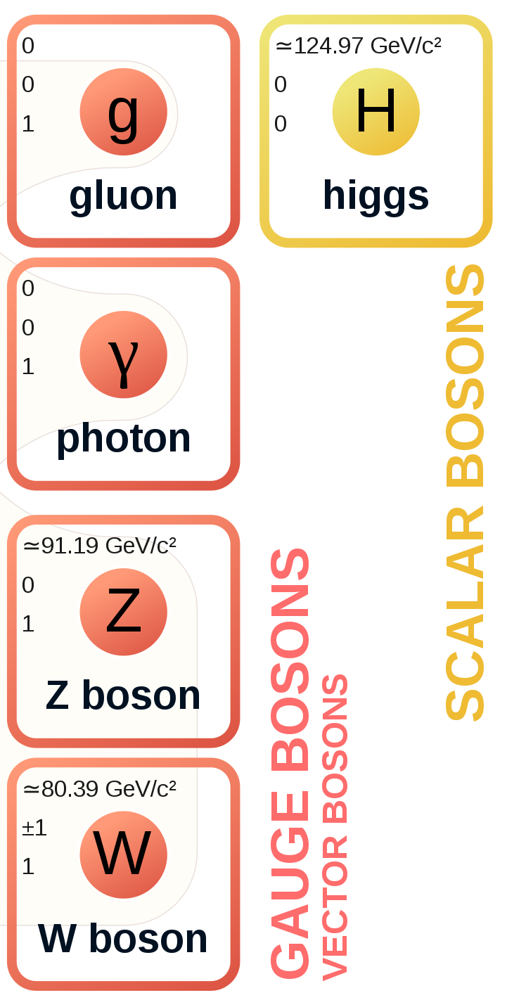 0
0
1
g
gluon
≃124.97 GeV/c²
0
0
H
higgs
0
0
1
γ
photon
≃91.19 GeV/c²
0
1
Z
Z boson
≃80.39 GeV/c²
±1
1
W
W boson
GAUGE BOSONS
VECTOR BOSONS
SCALAR BOSONS